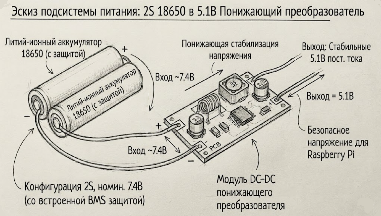 Эскиз подсистемы питания: 2S 18650 в 5.1В Понижающий преобразователь
Литий-ионный аккумулятор
18650 (с защитой)
Литий-ионный аккумулятор
18650 (с защитой)
+
+
-
-
Вход ~7.4В
Вход ~7.4В
Понижающая стабилизация
напряжения
Выход: Стабильные
5.1В пост. тока
Выход = 5.1В
Безопасное
напряжение для
Raspberry Pi
PCB
Конфигурация 2S, номин. 7.4В
(со встроенной BMS защитой)
Модуль DC-DC
понижающего
преобразователя